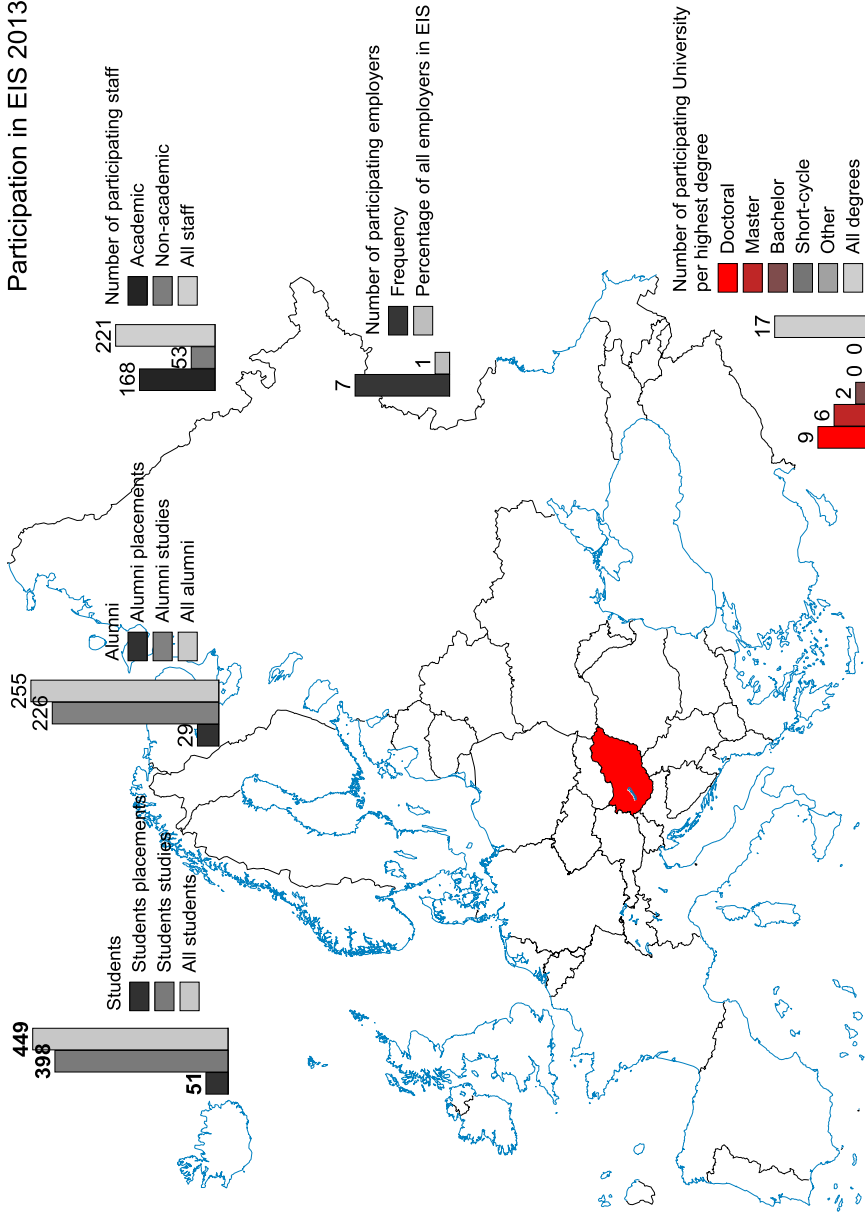 Participation in EIS 2013
449
398
51
Students
Students placements
Students studies
All students
255
226
29
Alumni
Alumni placements
Alumni studies
All alumni
221
168
53
Number of participating staff
Academic
Non-academic
All staff
7
1
Number of participating employers
Frequency
Percentage of all employers in EIS
17
9
6
2
0
0
Number of participating University
per highest degree
Doctoral
Master
Bachelor
Short-cycle
Other
All degrees